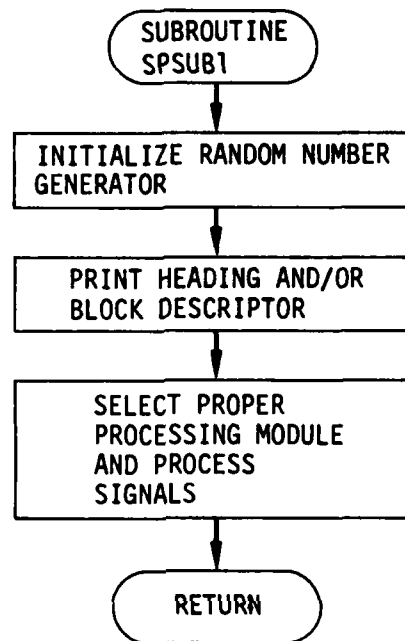 SUBROUTINE
SPSUB1
INITIALIZE RANDOM NUMBER
GENERATOR
PRINT HEADING AND/OR
BLOCK DESCRIPTOR
SELECT PROPER
PROCESSING MODULE
AND PROCESS
SIGNALS
RETURN